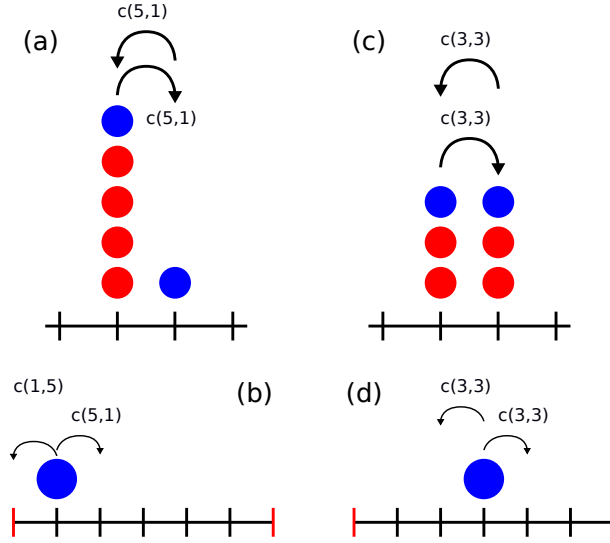 c(5,1)
(a)
c(5,1)
(c)
c(3,3)
c(3,3)
c(1,5)
c(5,1)
(b)
(d)
c(3,3)
c(3,3)